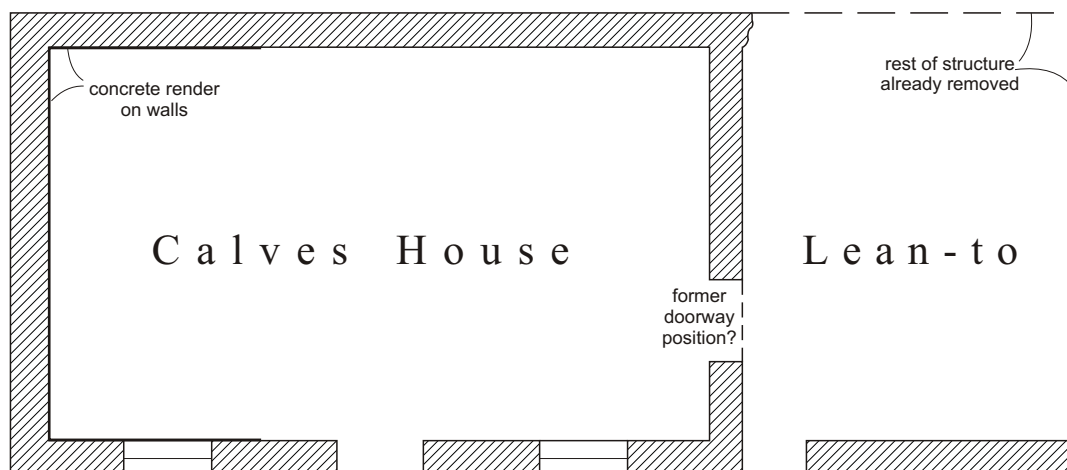 concrete render
on walls
rest of structure
already removed
Calves House
Lean-to
former
doorway
position?